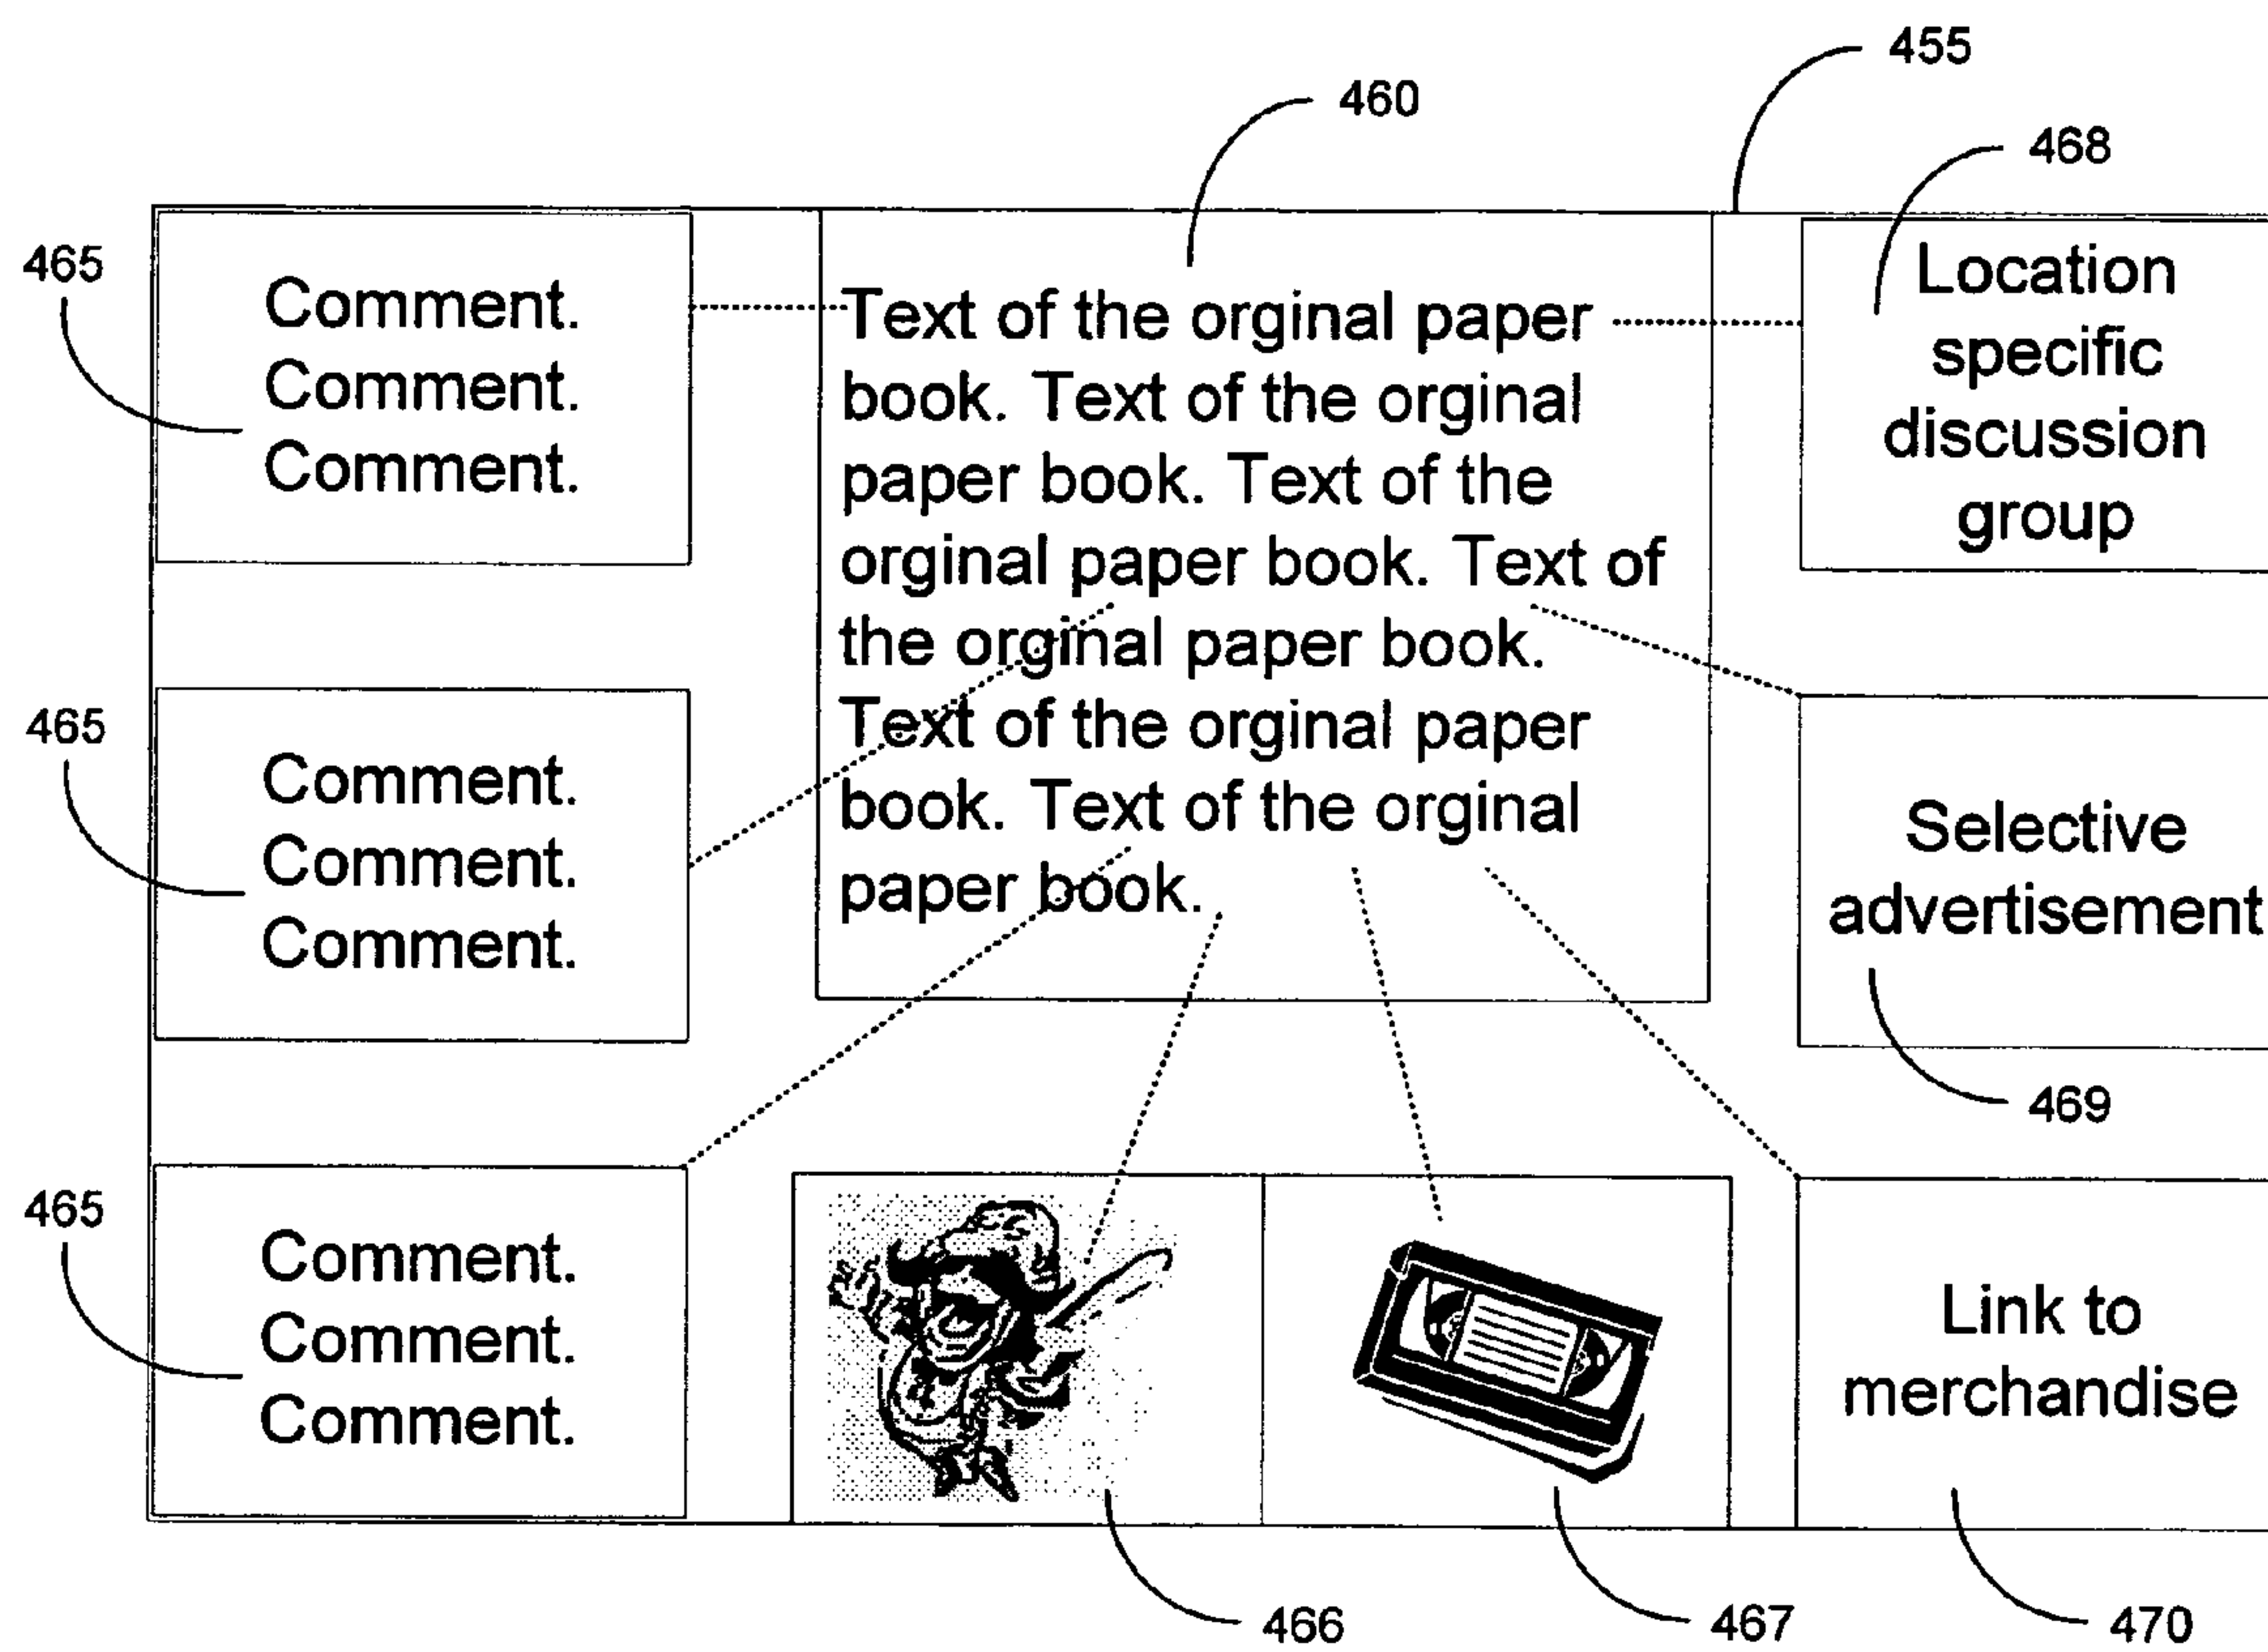 455
460
468
465
Comment.
Comment.
Comment.
Text of the orginal paper
book. Text of the orginal
paper book. Text of the
orginal paper book. Text of
the orginal paper book.
Text of the orginal paper
book. Text of the orginal
paper book.
Location
specific
discussion
group
465
Comment.
Comment.
Comment.
Selective
advertisement
469
465
Comment.
Comment.
Comment.
Link to
merchandise
466
467
470